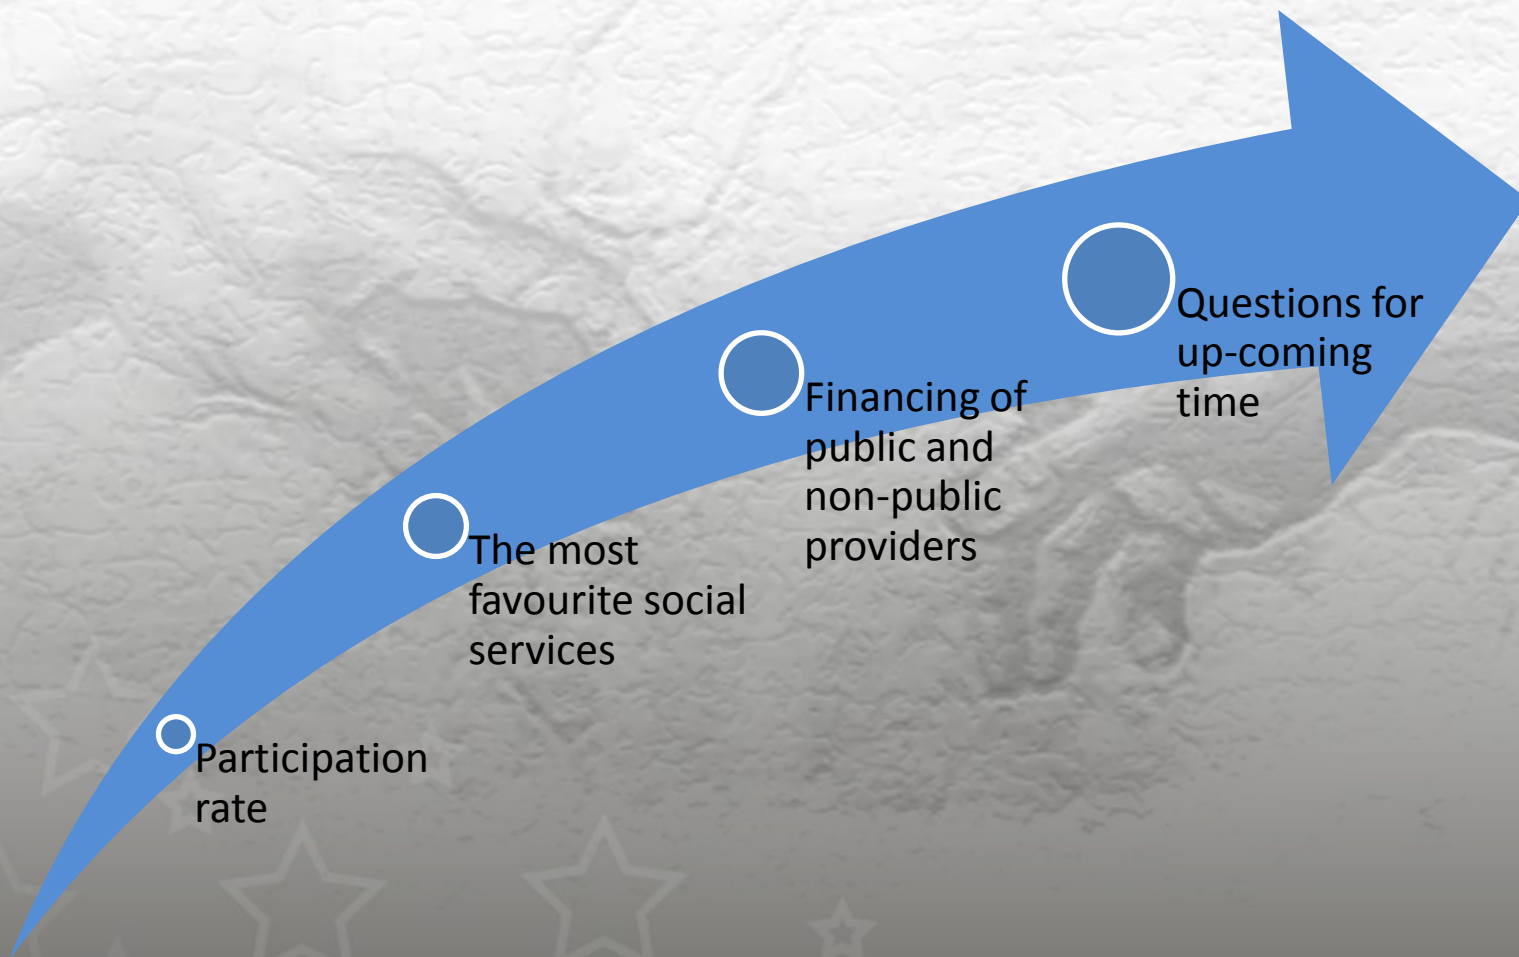 Participation
rate
The most
favourite social
services
Financing of
public and
non-public
providers
Questions for
up-coming
time